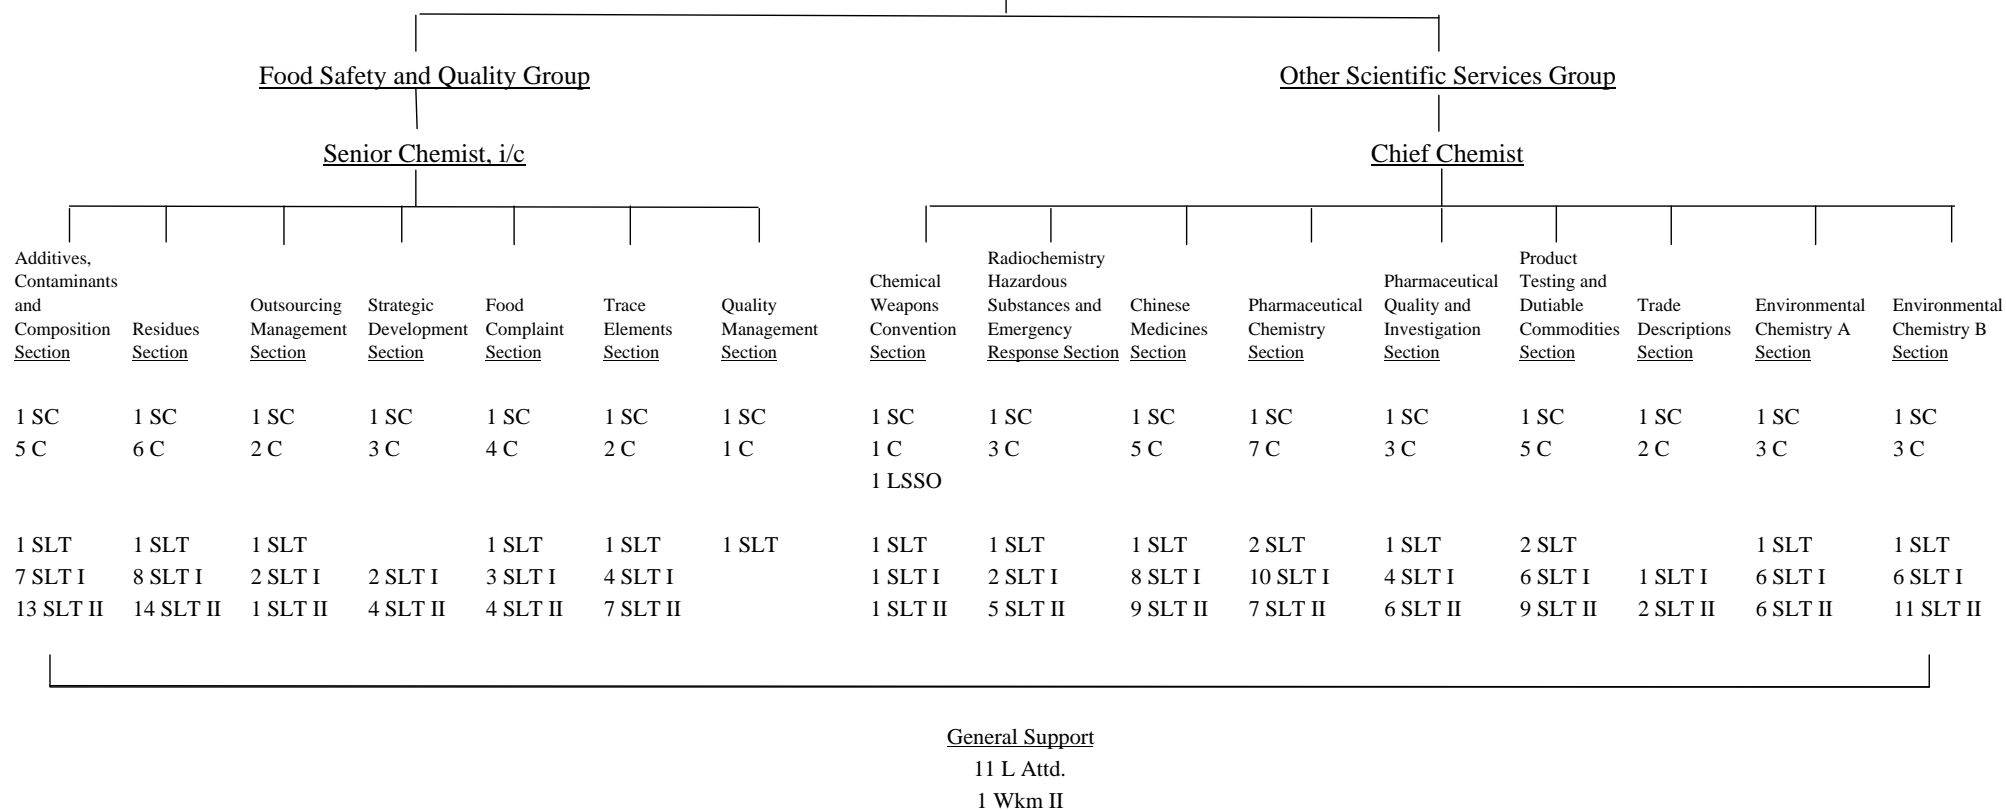 Food Safety and Quality Group
Other Scientific Services Group
Senior Chemist, i/c
Chief Chemist
Additives,
Contaminants
and
Composition
Section
Residues
Section
Outsourcing
Management
Section
Strategic
Development
Section
Food
Complaint
Section
Trace
Elements
Section
Quality
Management
Section
Chemical
Weapons
Convention
Section
Radiochemistry
Hazardous
Substances and
Emergency
Response Section
Chinese
Medicines
Section
Pharmaceutical
Chemistry
Section
Pharmaceutical
Quality and
Investigation
Section
Product
Testing and
Dutiable
Commodities
Section
Trade
Descriptions
Section
Environmental
Chemistry A
Section
Environmental
Chemistry B
Section
1 SC 1 SC 1 SC 1 SC 1 SC 1 SC 1 SC 1 SC 1 SC 1 SC 1 SC 1 SC 1 SC 1 SC 1 SC 1 SC
5 C 6 C 2 C 3 C 4 C 2 C 1 C 1 C 3 C 5 C 7 C 3 C 5 C 2 C 3 C 3 C
1 LSSO
1 SLT 1 SLT 1 SLT 1 SLT 1 SLT 1 SLT 1 SLT 1 SLT 1 SLT 2 SLT 1 SLT 2 SLT 1 SLT 1 SLT
7 SLT I 8 SLT I 2 SLT I 2 SLT I 3 SLT I 4 SLT I 1 SLT I 2 SLT I 8 SLT I 10 SLT I 4 SLT I 6 SLT I 1 SLT I 6 SLT I 6 SLT I
13 SLT II 14 SLT II 1 SLT II 4 SLT II 4 SLT II 7 SLT II 1 SLT II 5 SLT II 9 SLT II 7 SLT II 6 SLT II 9 SLT II 2 SLT II 6 SLT II 11 SLT II
General Support
11 L Attd.
1 Wkm II